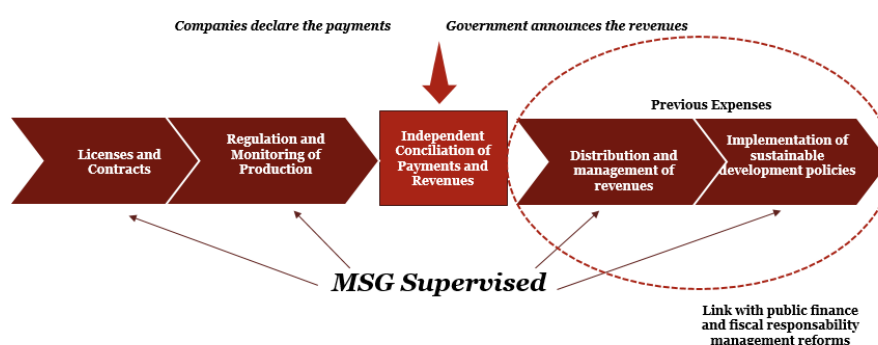 Companies declare the payments
Government announces the revenues
Licenses and
Contracts
Regulation and
Monitoring of
Production
Independent
Conciliation of
Payments and
Revenues
Previous Expenses
Distribution and
management of
revenues
Implementation of
sustainable
development policies
MSG Supervised
Link with public finance
and fiscal responsability
management reforms